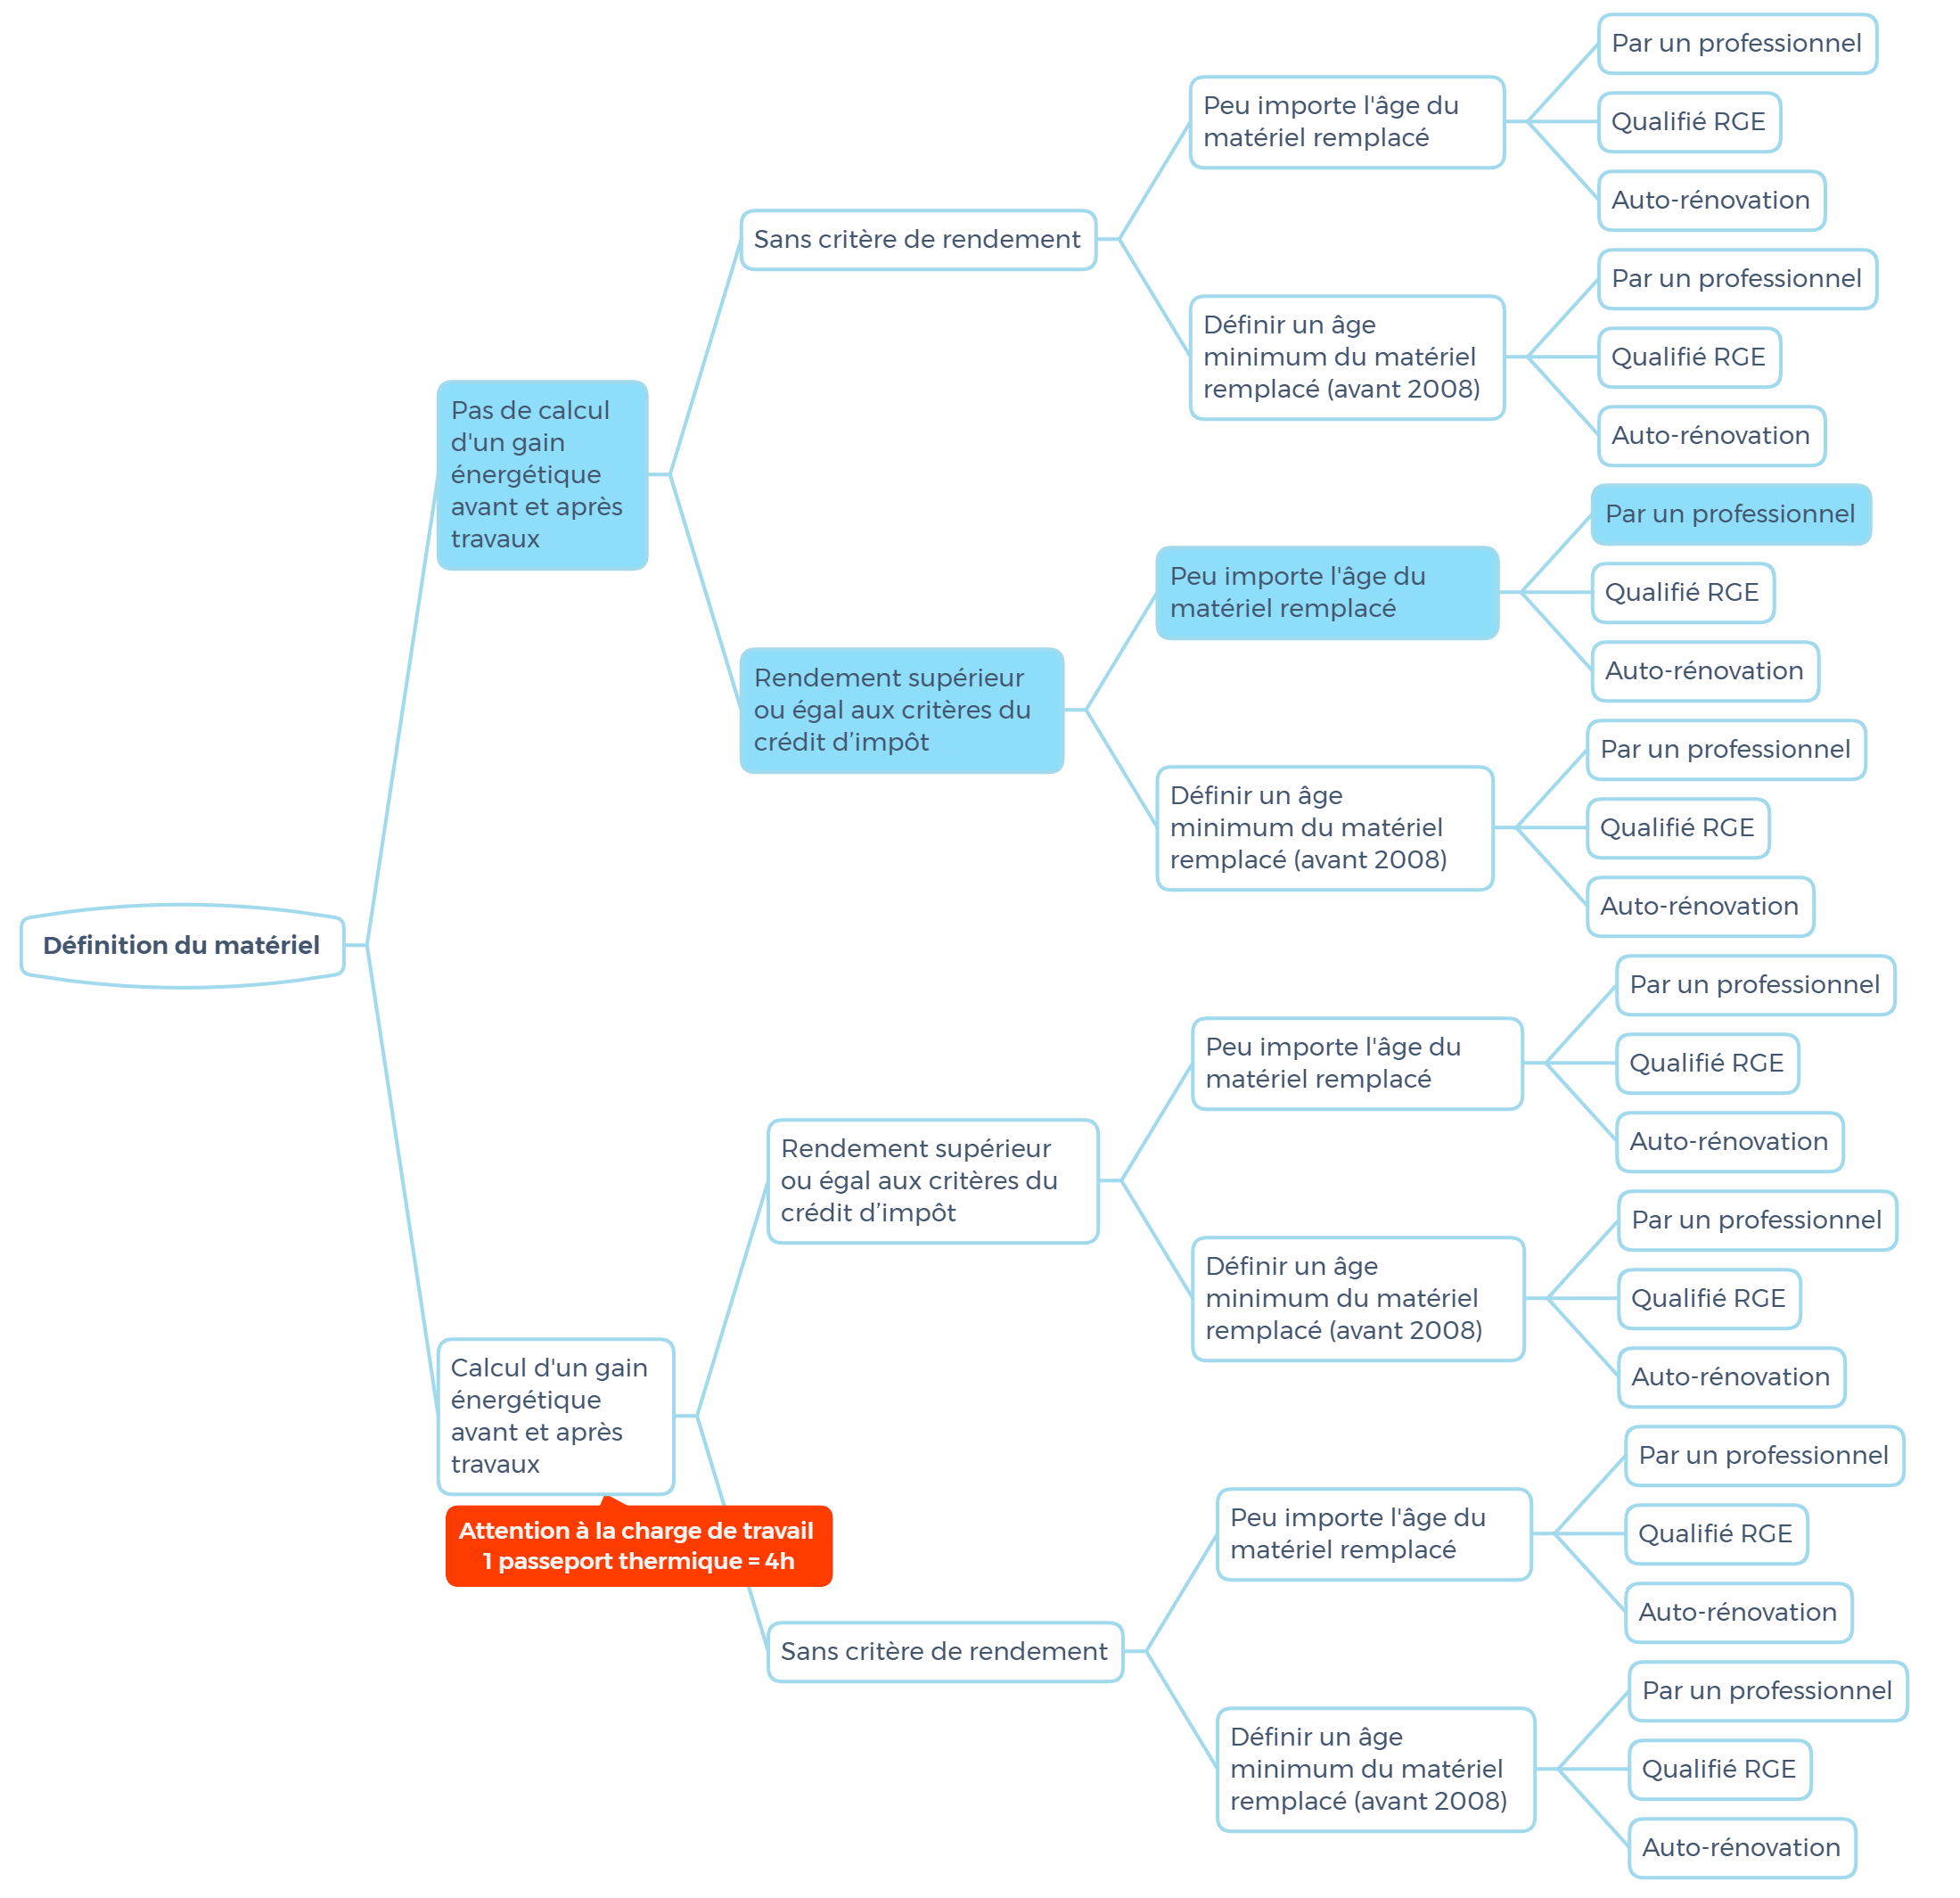 Définition du matériel
Pas de calcul
d'un gain
énergétique
avant et après
travaux
Sans critère de rendement
Peu importe l'âge du
matériel remplacé
Par un professionnel
Qualifié RGE
Auto-rénovation
Définir un âge
minimum du matériel
remplacé (avant 2008)
Par un professionnel
Qualifié RGE
Auto-rénovation
Rendement supérieur
ou égal aux critères du
crédit d’impôt
Peu importe l'âge du
matériel remplacé
Par un professionnel
Qualifié RGE
Auto-rénovation
Définir un âge
minimum du matériel
remplacé (avant 2008)
Par un professionnel
Qualifié RGE
Auto-rénovation
Calcul d'un gain
énergétique
avant et après
travaux
Attention à la charge de travail
1 passeport thermique = 4h
Rendement supérieur
ou égal aux critères du
crédit d’impôt
Peu importe l'âge du
matériel remplacé
Par un professionnel
Qualifié RGE
Auto-rénovation
Définir un âge
minimum du matériel
remplacé (avant 2008)
Par un professionnel
Qualifié RGE
Auto-rénovation
Sans critère de rendement
Peu importe l'âge du
matériel remplacé
Par un professionnel
Qualifié RGE
Auto-rénovation
Définir un âge
minimum du matériel
remplacé (avant 2008)
Par un professionnel
Qualifié RGE
Auto-rénovation